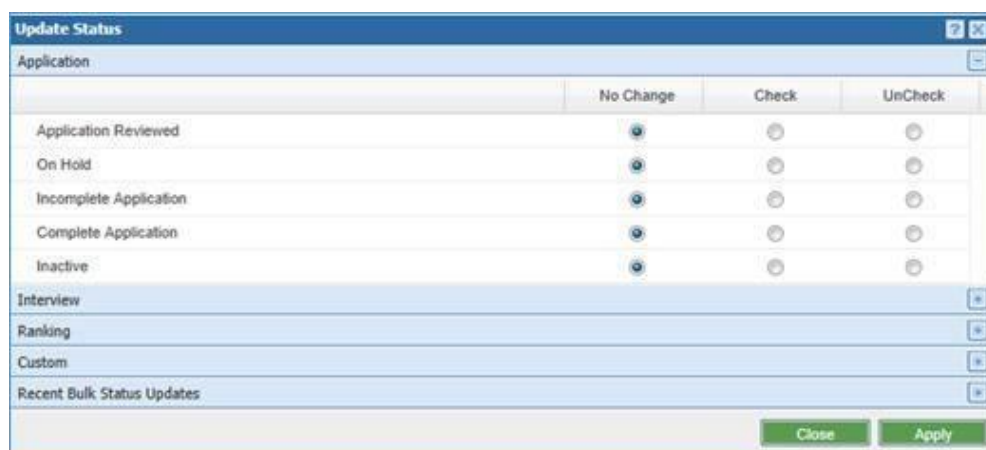 Update Status
Application
No Change Check UnCheck
Application Reviewed
On Hold
Incomplete Application
Complete Application
Inactive
Interview
Ranking
Custom
Recent Bulk Status Updates
Close Apply